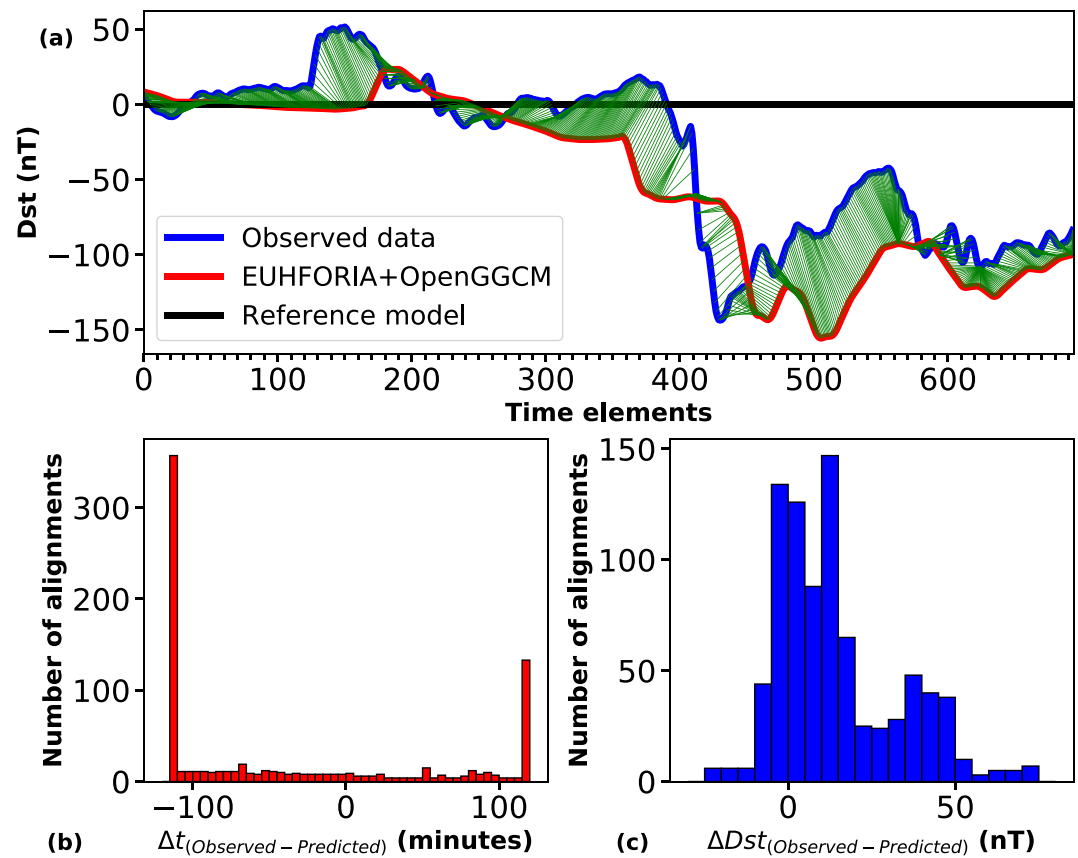 (a)
Dst (nT)
50
0
−50
−100
−150
Observed data
EUHFORIA+OpenGGCM
Reference model
0 100 200 300 400 500 600
Time elements
Number of alignments
300
200
100
0
−100 0 100
(b) Δt(Observed − Predicted) (minutes)
Number of alignments
150
100
50
0
0 50
(c) ΔDst(Observed − Predicted) (nT)